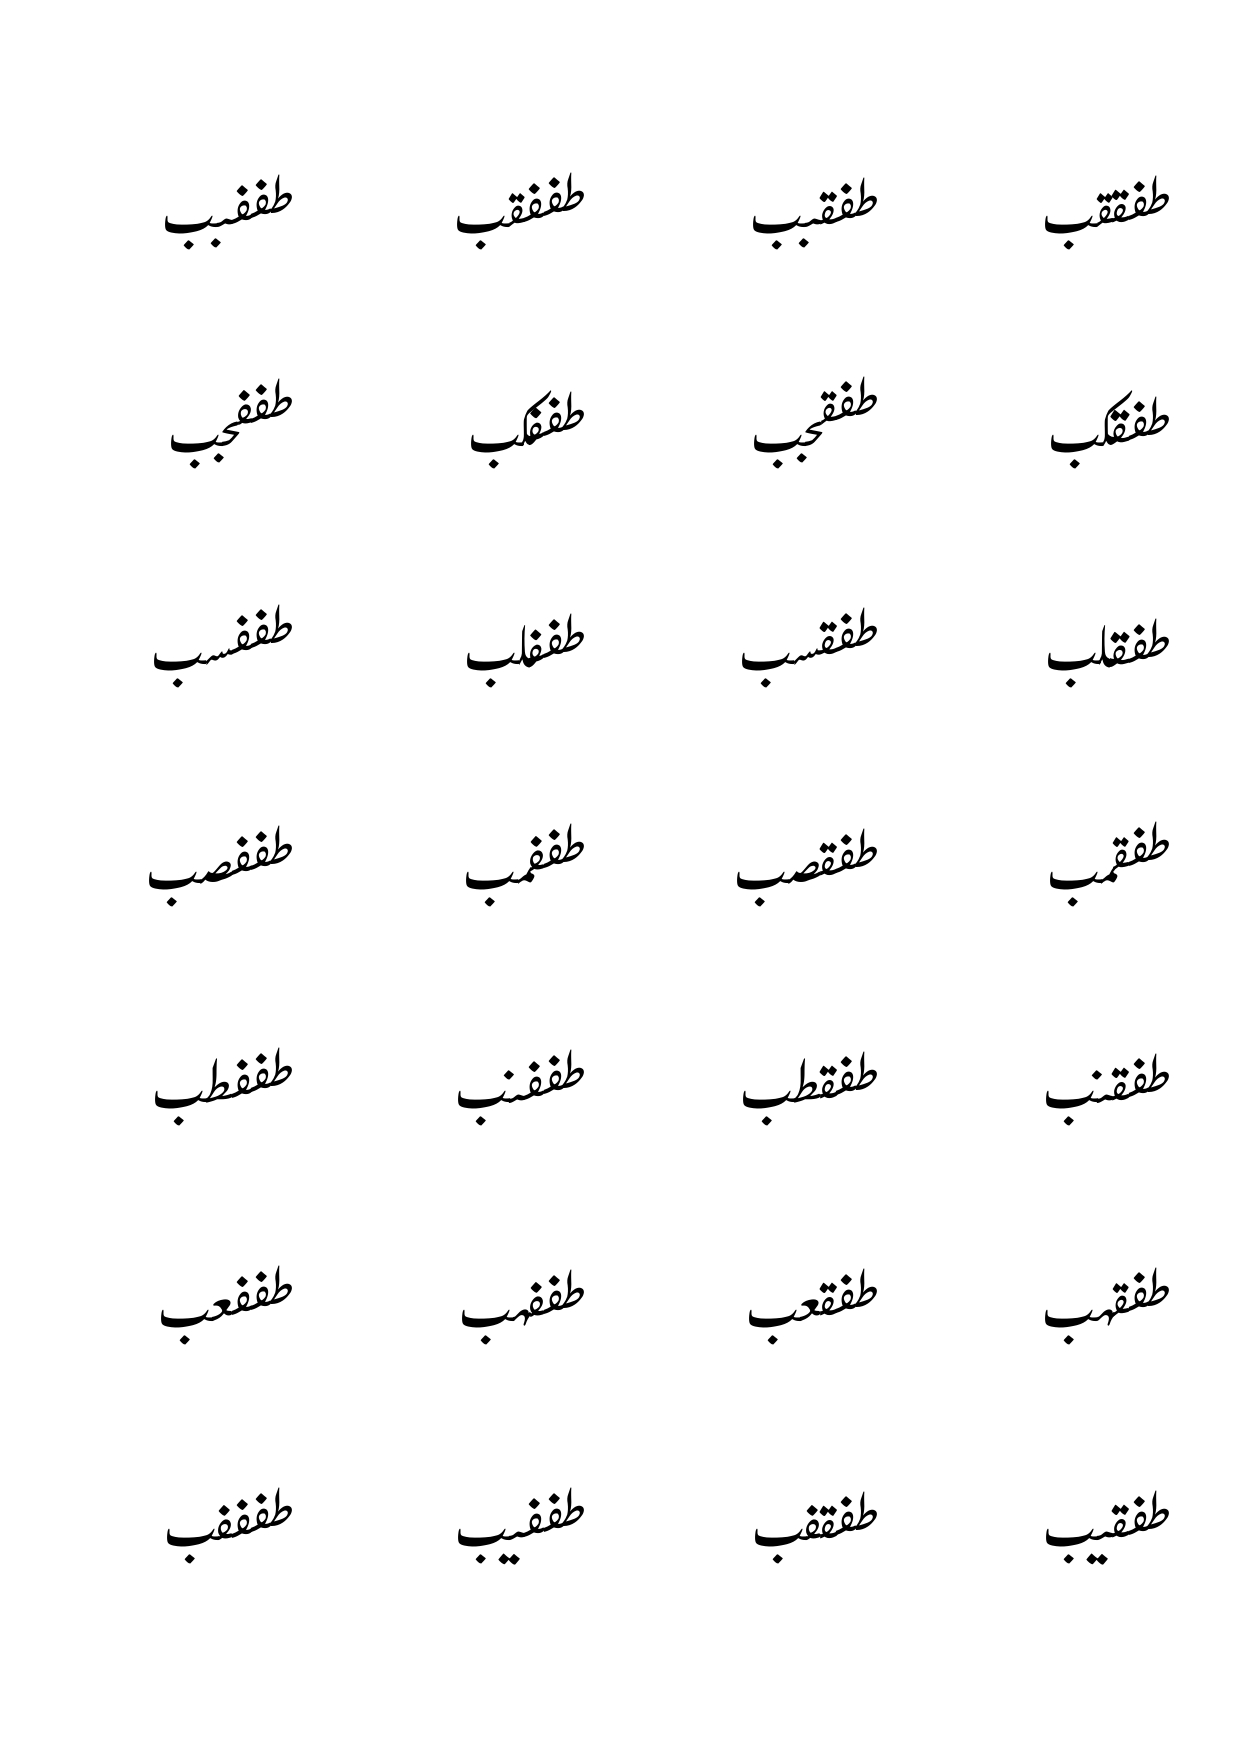 طفققب طفقبب طففقب طففبب
طفقكب طفقجب طففكب طففجب
طفقلب طفقسب طففلب طففسب
طفقمب طفقصب طففمب طففصب
طفقنب طفقطب طففنب طففطب
طفقهب طفقعب طففهب طففعب
طفقيب طفقفب طففيب طفففب